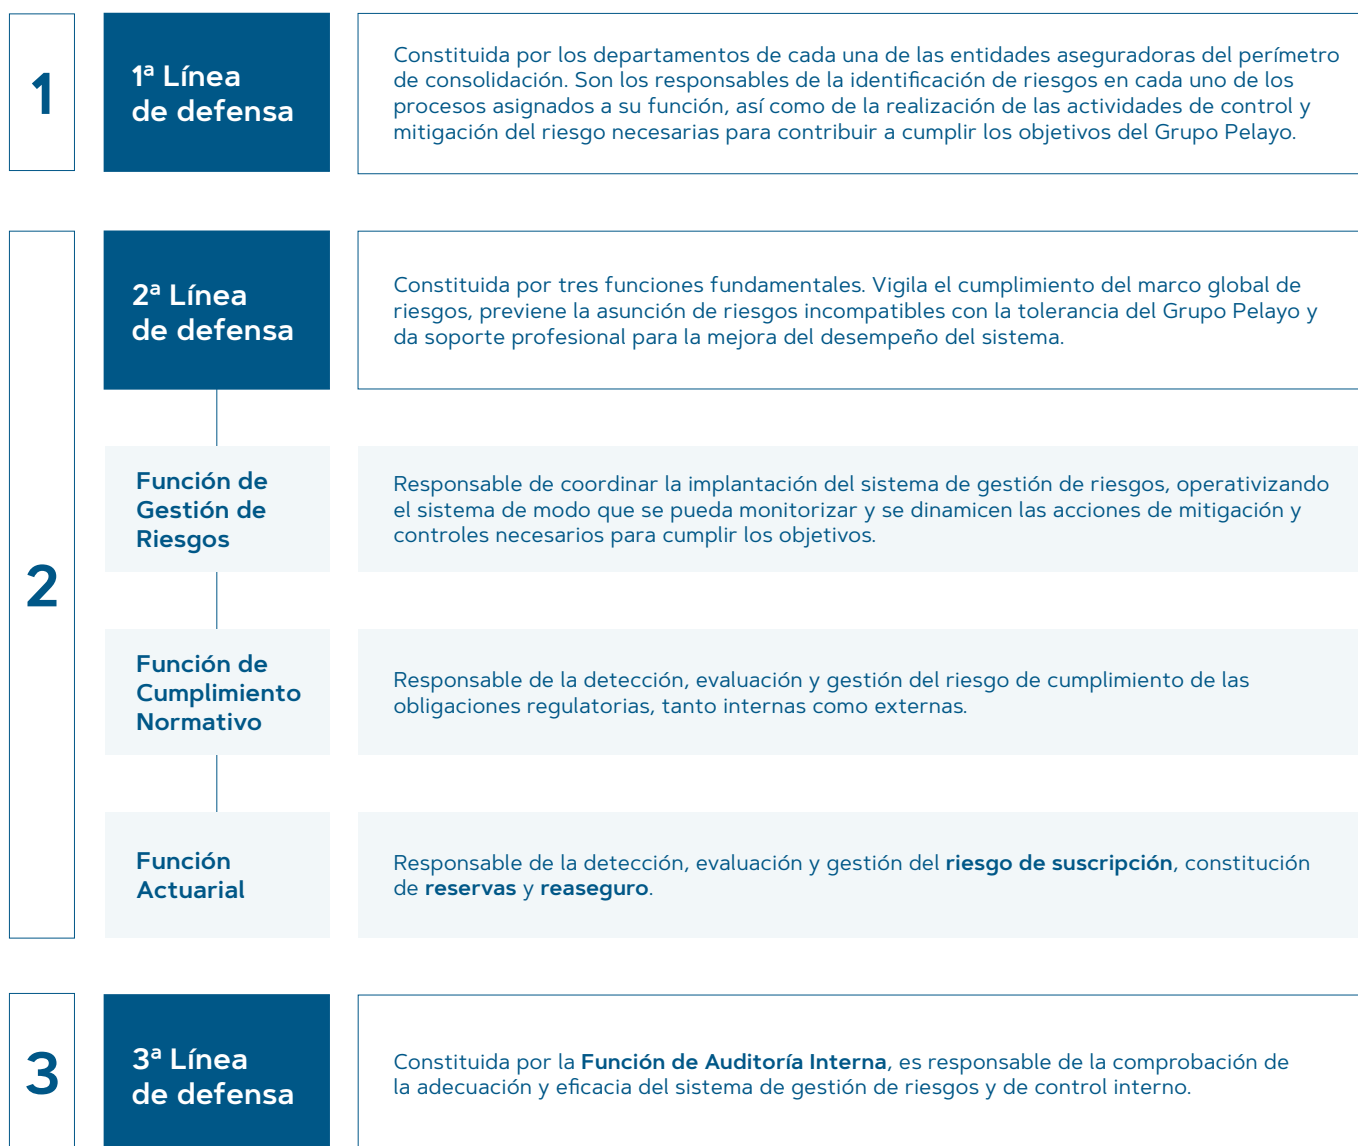 1
1ª Línea
de defensa
Constituida por los departamentos de cada una de las entidades aseguradoras del perímetro
de consolidación. Son los responsables de la identificación de riesgos en cada uno de los
procesos asignados a su función, así como de la realización de las actividades de control y
mitigación del riesgo necesarias para contribuir a cumplir los objetivos del Grupo Pelayo.
2
2ª Línea
de defensa
Constituida por tres funciones fundamentales. Vigila el cumplimiento del marco global de
riesgos, previene la asunción de riesgos incompatibles con la tolerancia del Grupo Pelayo y
da soporte profesional para la mejora del desempeño del sistema.
Función de
Gestión de
Riesgos
Responsable de coordinar la implantación del sistema de gestión de riesgos, operativizando
el sistema de modo que se pueda monitorizar y se dinamicen las acciones de mitigación y
controles necesarios para cumplir los objetivos.
Función de
Cumplimiento
Normativo
Responsable de la detección, evaluación y gestión del riesgo de cumplimiento de las
obligaciones regulatorias, tanto internas como externas.
Función
Actuarial
Responsable de la detección, evaluación y gestión del riesgo de suscripción, constitución
de reservas y reaseguro.
3
3ª Línea
de defensa
Constituida por la Función de Auditoría Interna, es responsable de la comprobación de
la adecuación y eficacia del sistema de gestión de riesgos y de control interno.